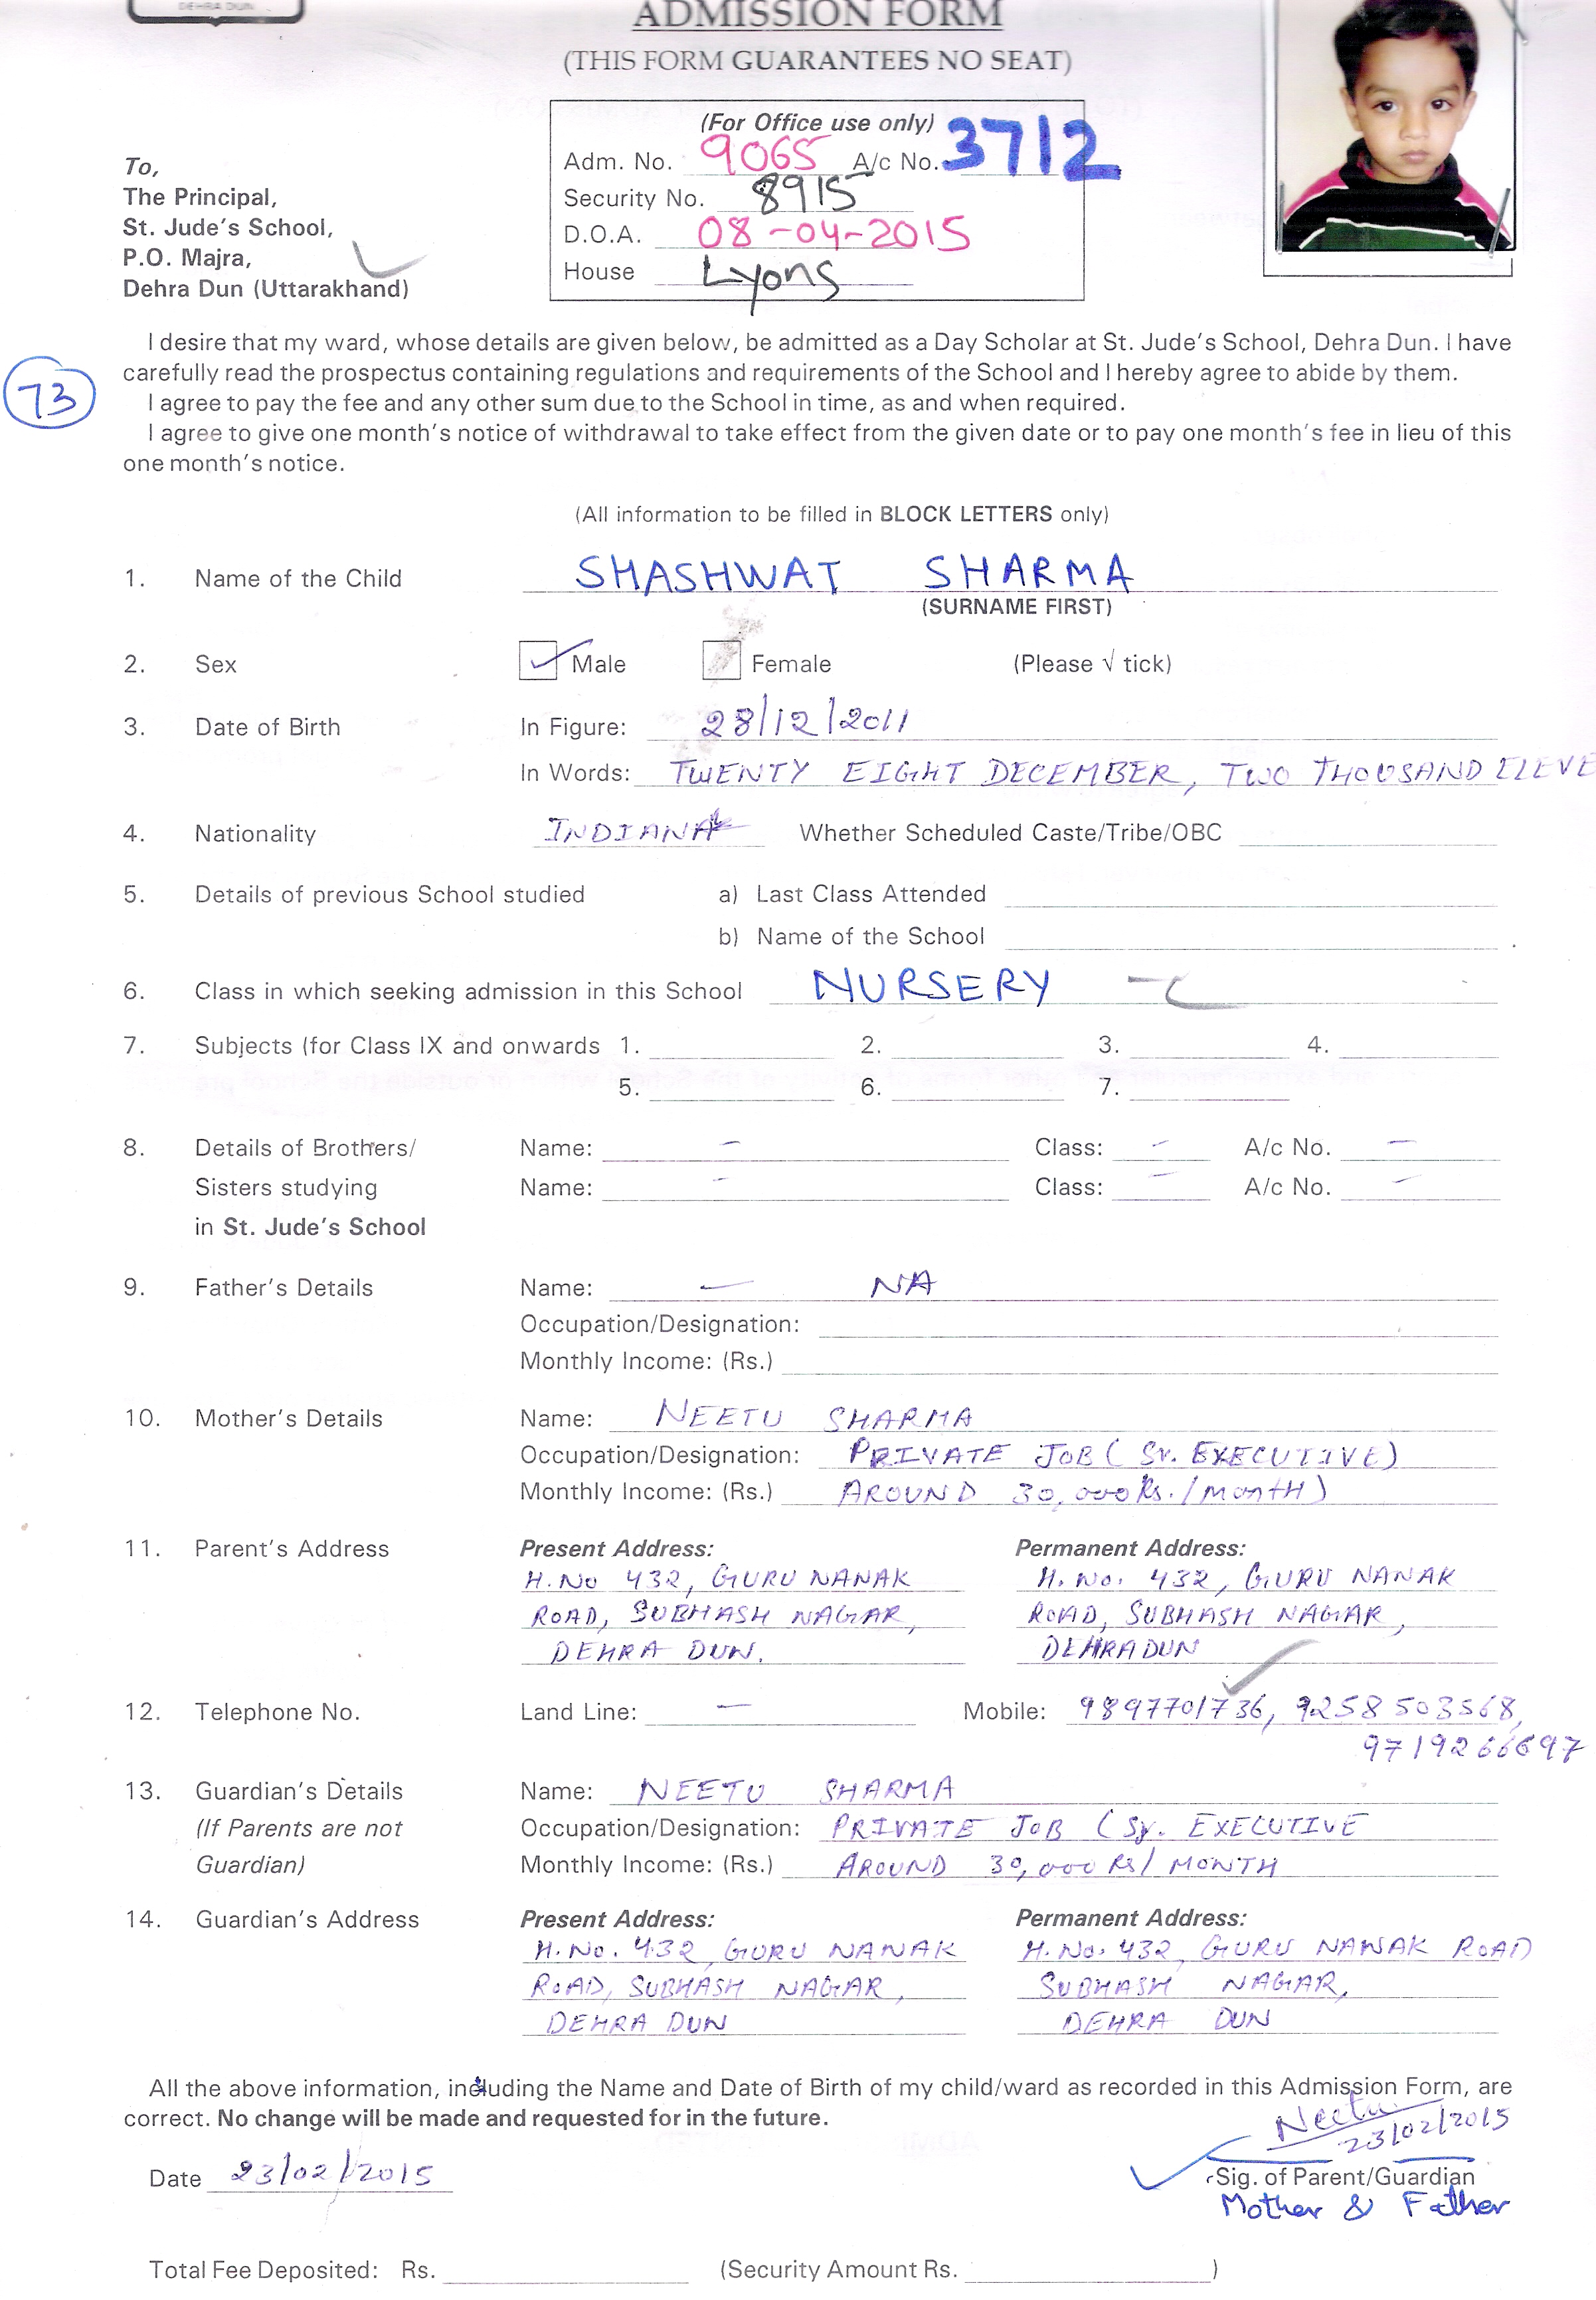 DEHRA DUN
ADMISSION FORM
(THIS FORM GUARANTEES NO SEAT)
(For Office use only)
Adm. No. 9065 A/c No. 3712
Security No. 8915
D.O.A. 08-04-2015
House Lyons
To,
The Principal,
St. Jude's School,
P.O. Majra,
Dehra Dun (Uttarakhand)
I desire that my ward, whose details are given below, be admitted as a Day Scholar at St. Jude's School, Dehra Dun. I have
carefully read the prospectus containing regulations and requirements of the School and I hereby agree to abide by them.
73
I agree to pay the fee and any other sum due to the School in time, as and when required.
I agree to give one month's notice of withdrawal to take effect from the given date or to pay one month's fee in lieu of this
one month's notice.
(All information to be filled in BLOCK LETTERS only)
1. Name of the Child SHASHWAT SHARMA
(SURNAME FIRST)
2. Sex Male Female (Please √ tick)
3. Date of Birth In Figure: 28/12/2011
In Words: TWENTY EIGHT DECEMBER, TWO THOUSAND ELEVE
4. Nationality INDIAN Whether Scheduled Caste/Tribe/OBC
5. Details of previous School studied a) Last Class Attended
b) Name of the School
6. Class in which seeking admission in this School NURSERY - C
7. Subjects (for Class IX and onwards 1. 2. 3. 4.
5. 6. 7.
8. Details of Brothers/ Name: - Class: - A/c No. -
Sisters studying Name: - Class: - A/c No. -
in St. Jude's School
9. Father's Details Name: - NA
Occupation/Designation:
Monthly Income: (Rs.)
10. Mother's Details Name: NEETU SHARMA
Occupation/Designation: PRIVATE JOB (Sr. EXECUTIVE)
Monthly Income: (Rs.) AROUND 30,000 Rs. / MONTH)
11. Parent's Address Present Address: Permanent Address:
H.No 432, GURU NANAK H. No. 432, GURU NANAK
ROAD, SUBHASH NAGAR, ROAD, SUBHASH NAGAR,
DEHRA DUN. DEHRADUN
12. Telephone No. Land Line: - Mobile: 9897701736, 9258503568,
9719266697
13. Guardian's Details Name: NEETU SHARMA
(If Parents are not Occupation/Designation: PRIVATE JOB (Sr. EXECUTIVE
Guardian) Monthly Income: (Rs.) AROUND 30,000 Rs/ MONTH
14. Guardian's Address Present Address: Permanent Address:
H.No. 432, GURU NANAK H.No. 432, GURU NANAK ROAD
ROAD, SUBHASH NAGAR, SUBHASH NAGAR,
DEHRA DUN DEHRA DUN
All the above information, including the Name and Date of Birth of my child/ward as recorded in this Admission Form, are
correct. No change will be made and requested for in the future.
Neetu
23/02/2015
Date 23/02/2015
Sig. of Parent/Guardian
Mother & Father
Total Fee Deposited: Rs. (Security Amount Rs. )